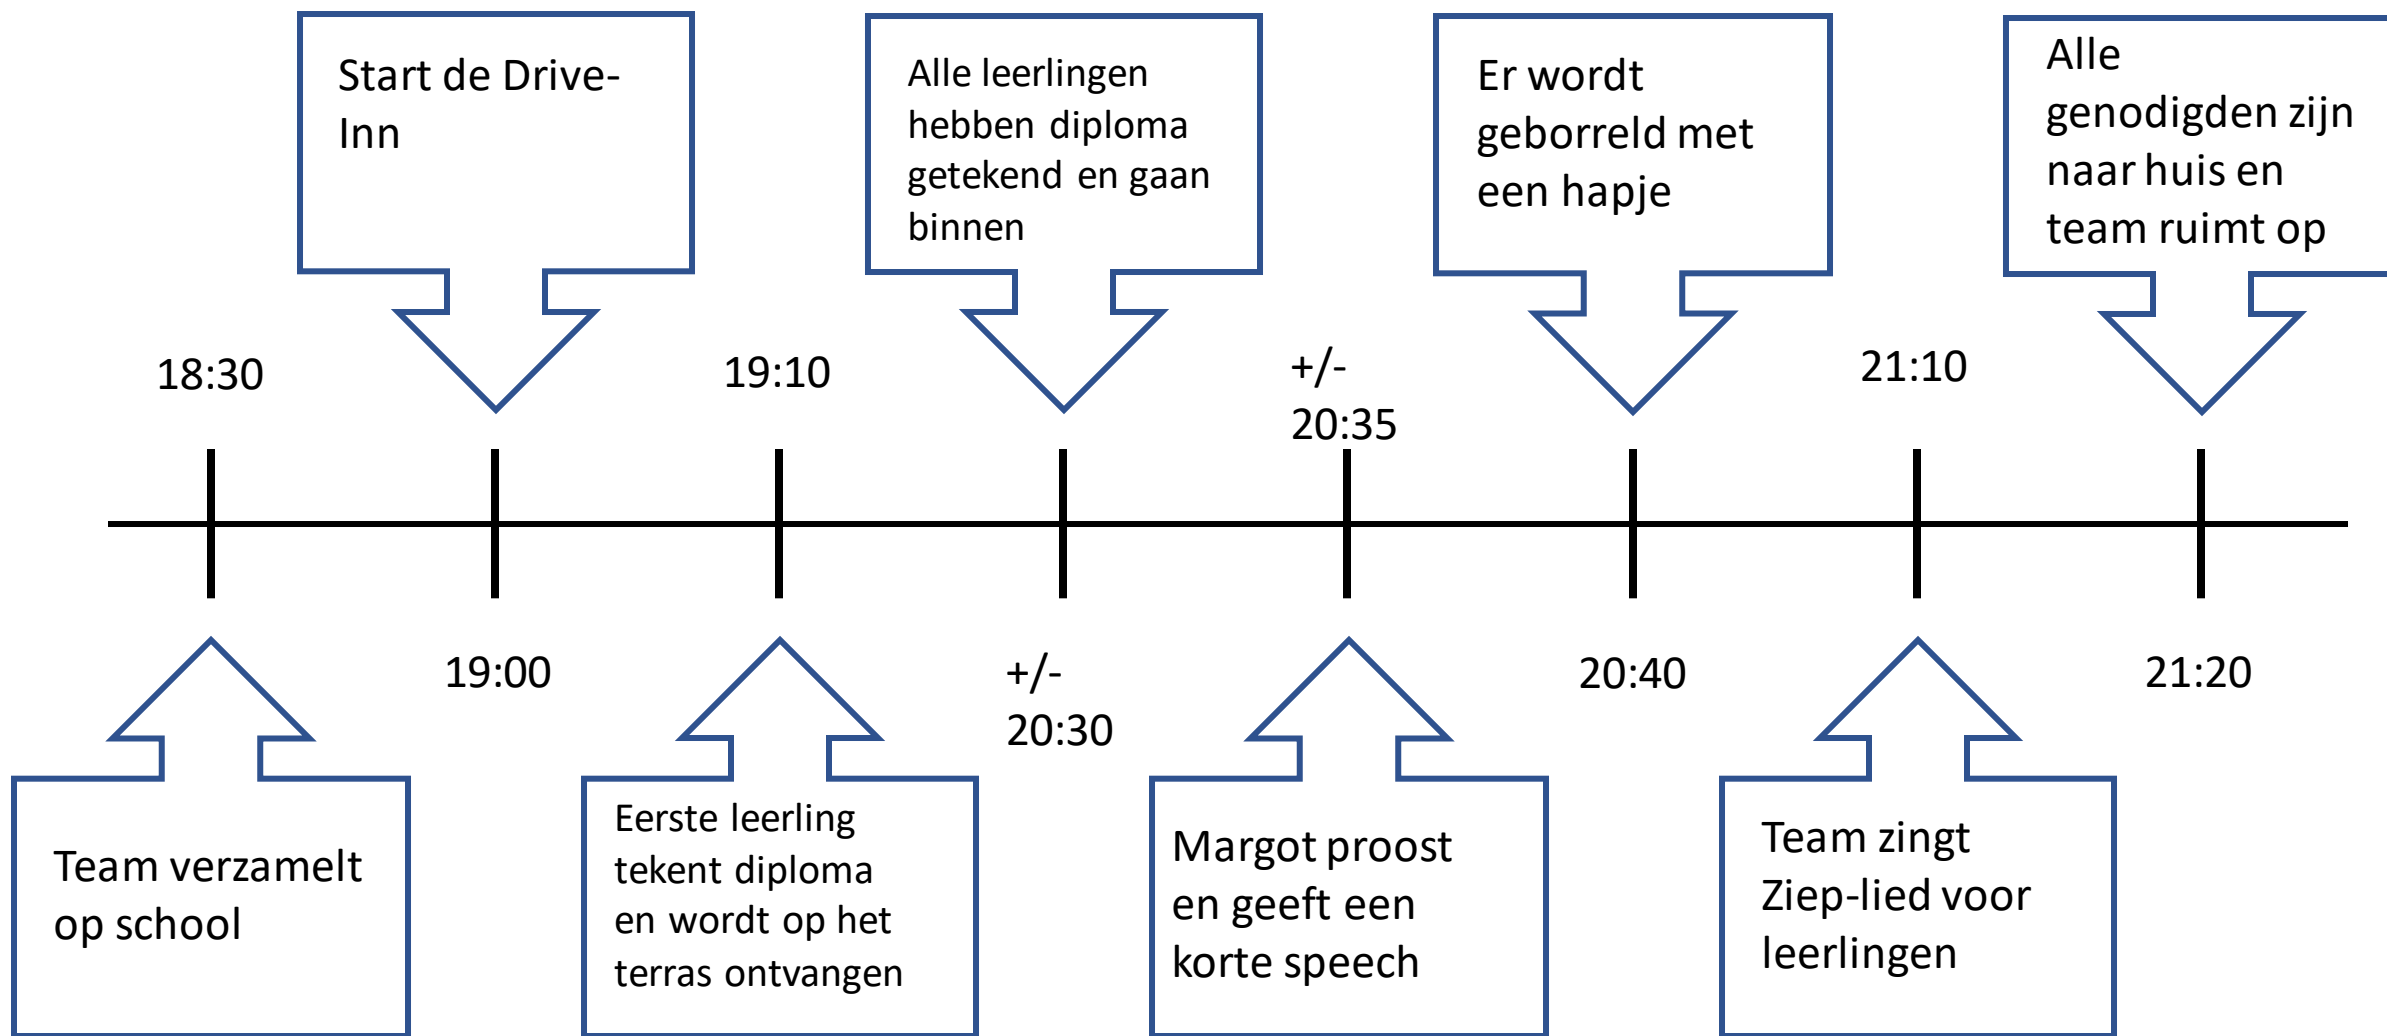 Start de Drive-
Inn
Alle leerlingen
hebben diploma
getekend en gaan
binnen
Er wordt
geborreld met
een hapje
Alle
genodigden zijn
naar huis en
team ruimt op
18:30
19:10
+/-
20:35
21:10
19:00
+/-
20:30
20:40
21:20
Team verzamelt
op school
Eerste leerling
tekent diploma
en wordt op het
terras ontvangen
Margot proost
en geeft een
korte speech
Team zingt
Ziep-lied voor
leerlingen